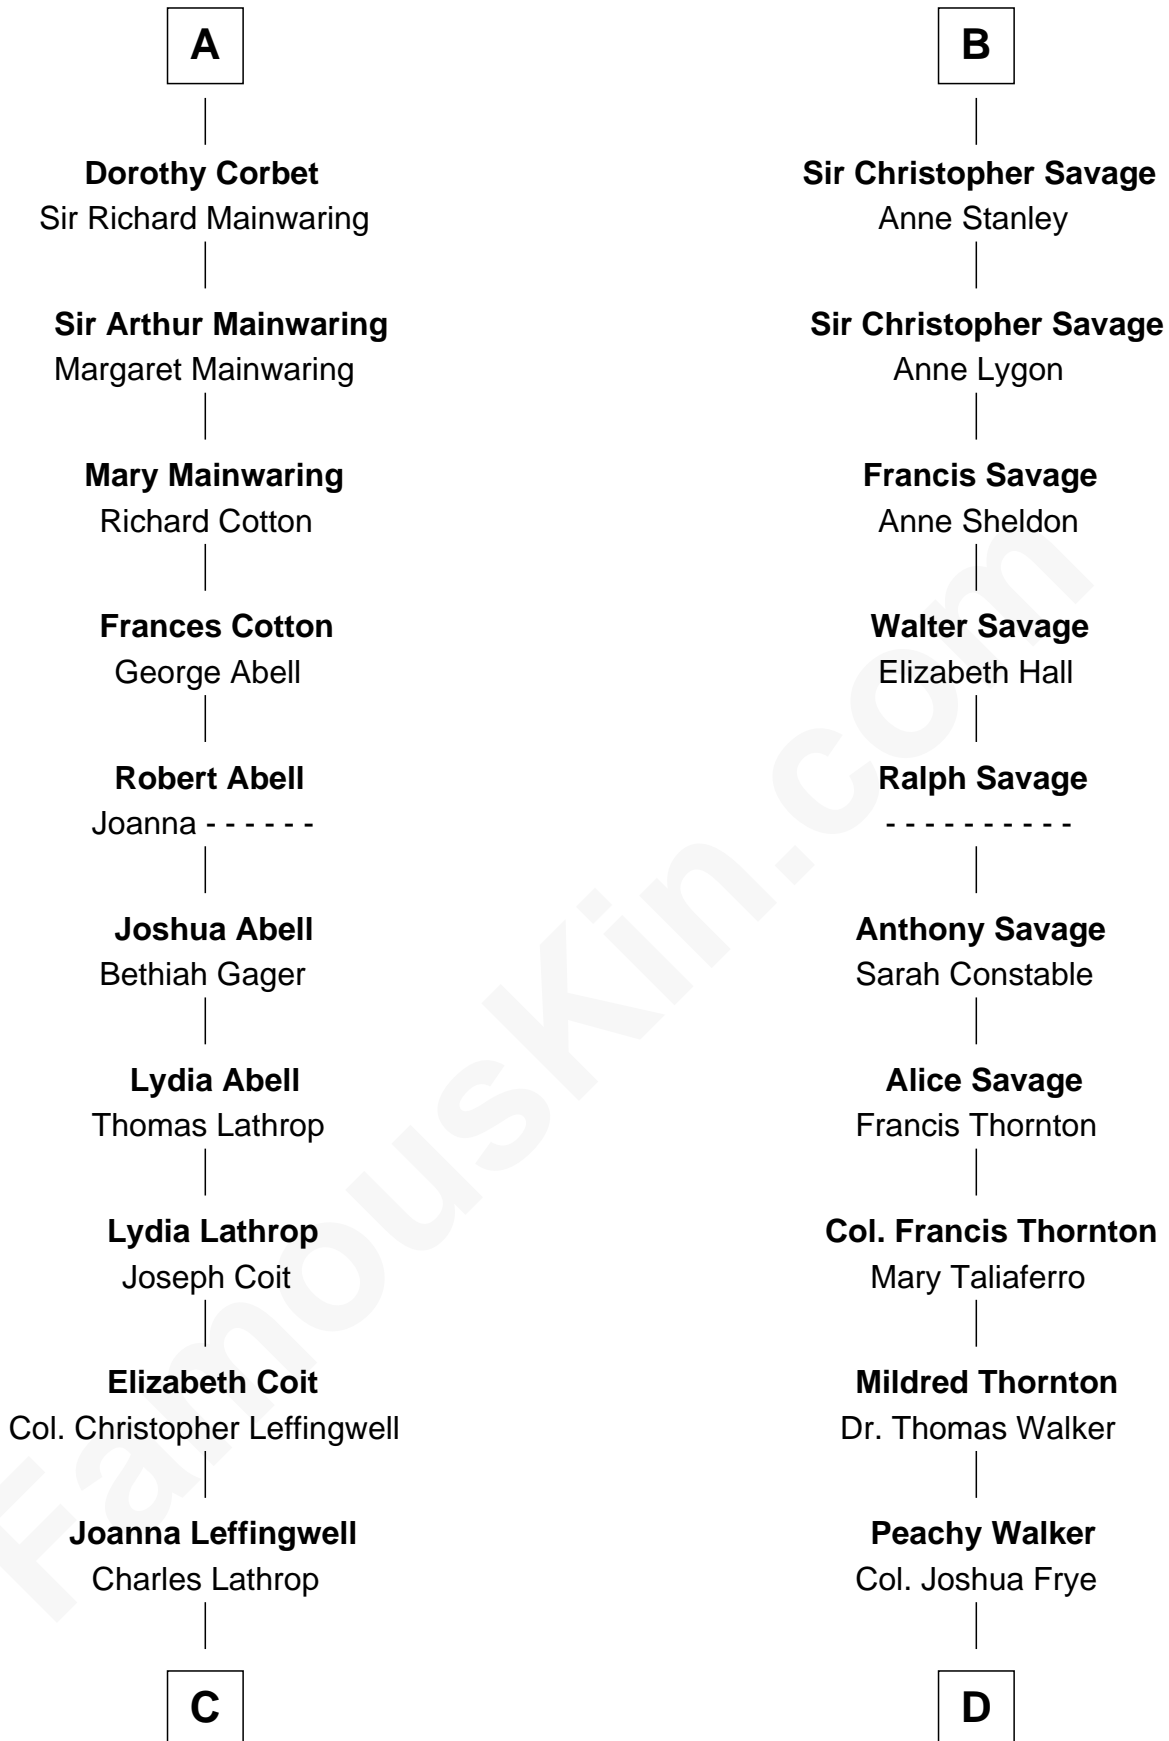 A
Dorothy Corbet
Sir Richard Mainwaring
Sir Arthur Mainwaring
Margaret Mainwaring
Mary Mainwaring
Richard Cotton
Frances Cotton
George Abell
Robert Abell
Joanna - - - - - -
Joshua Abell
Bethiah Gager
Lydia Abell
Thomas Lathrop
Lydia Lathrop
Joseph Coit
Elizabeth Coit
Col. Christopher Leffingwell
Joanna Leffingwell
Charles Lathrop
C
B
Sir Christopher Savage
Anne Stanley
Sir Christopher Savage
Anne Lygon
Francis Savage
Anne Sheldon
Walter Savage
Elizabeth Hall
Ralph Savage
- - - - - - - - - -
Anthony Savage
Sarah Constable
Alice Savage
Francis Thornton
Col. Francis Thornton
Mary Taliaferro
Mildred Thornton
Dr. Thomas Walker
Peachy Walker
Col. Joshua Frye
D
FamousKin.com